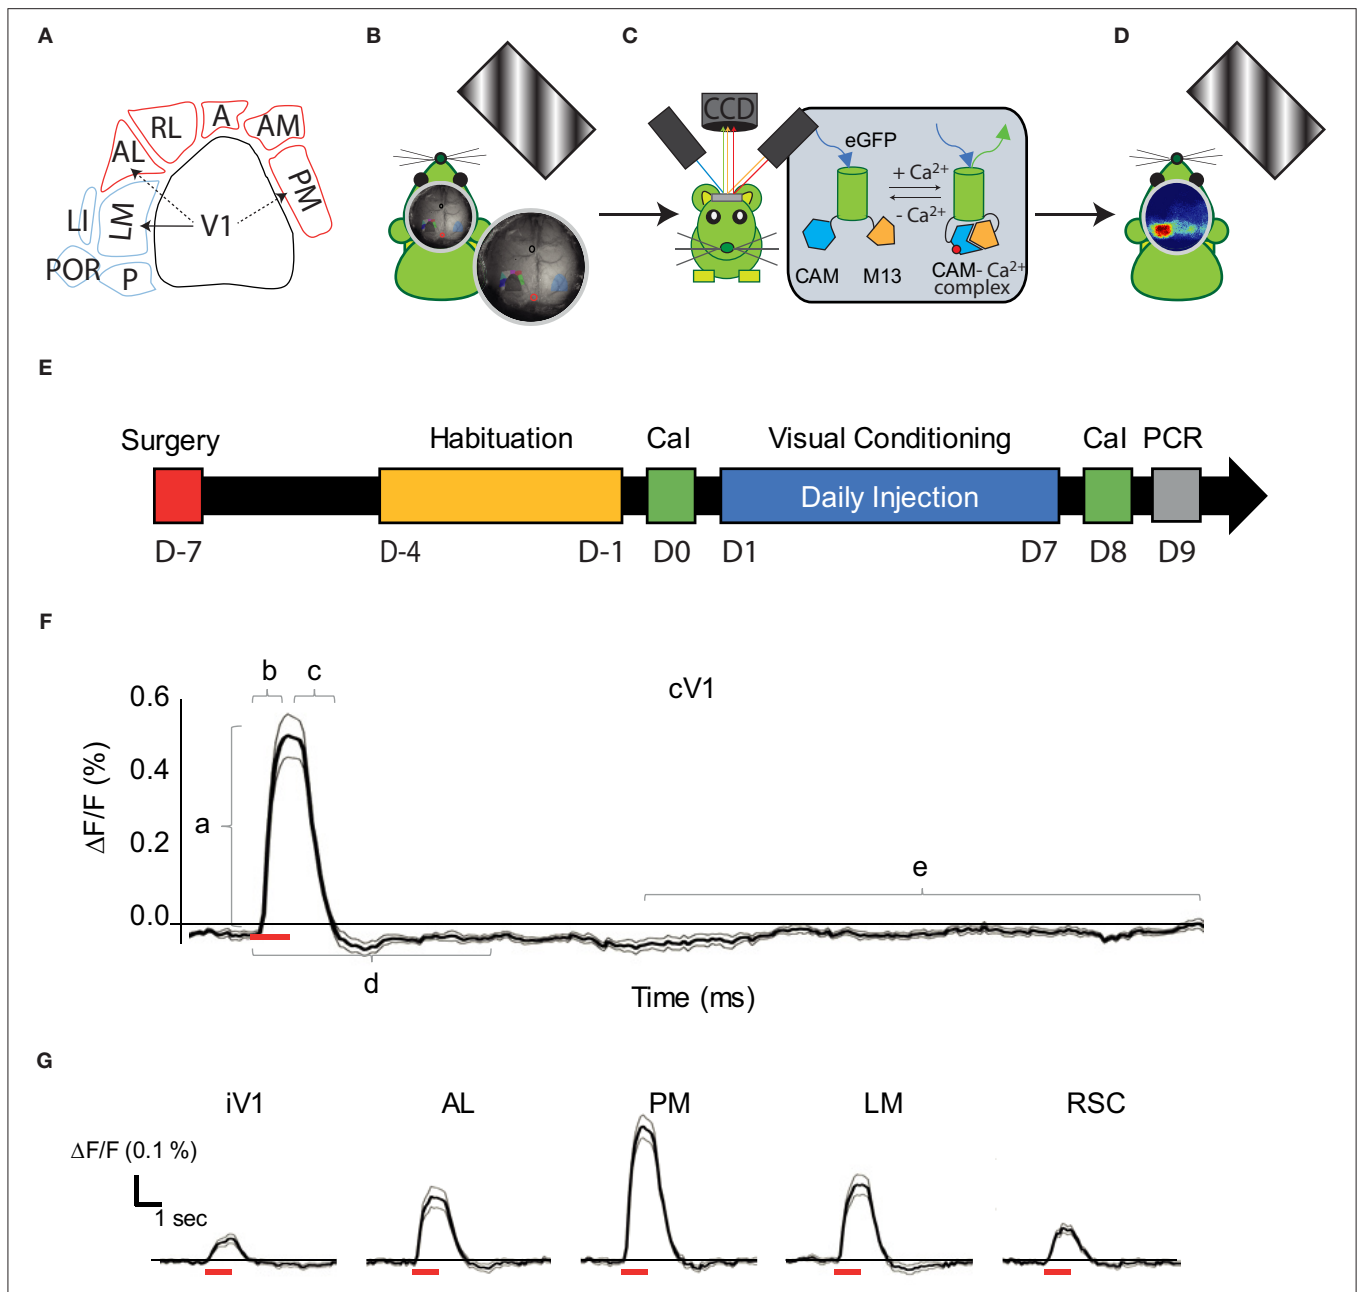 A
B
C
D
RL
A
AM
AL
PM
LI
LM
V1
POR
P
CCD
eGFP
+ Ca2+
- Ca2+
CAM
M13
CAM- Ca2+
complex
E
Surgery
Habituation
CaI
Visual Conditioning
CaI
PCR
Daily Injection
D-7
D-4
D-1
D0
D1
D7
D8
D9
F
b
c
cV1
0.6
0.4
0.2
0.0
ΔF/F (%)
a
e
d
Time (ms)
G
iV1
AL
PM
LM
RSC
ΔF/F (0.1 %)
1 sec